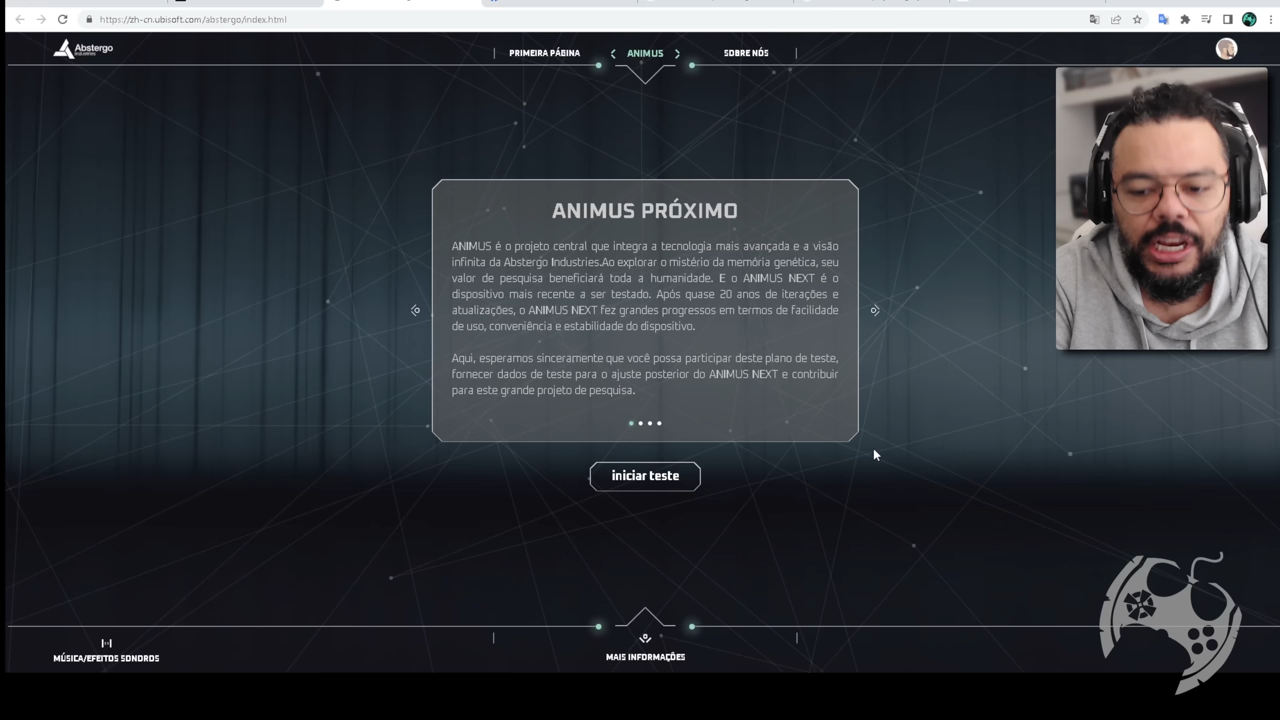 https://zh-cn.ubisoft.com/abstergo/index.html
Abstergo
Industries
PRIMEIRA PÁGINA
ANIMUS
SOBRE NÓS
ANIMUS PRÓXIMO
ANIMUS é o projeto central que integra a tecnologia mais avançada e a visão
infinita da Abstergo Industries.Ao explorar o mistério da memória genética, seu
valor de pesquisa beneficiará toda a humanidade. E o ANIMUS NEXT é o
dispositivo mais recente a ser testado. Após quase 20 anos de iterações e
atualizações, o ANIMUS NEXT fez grandes progressos em termos de facilidade
de uso, conveniência e estabilidade do dispositivo.
Aqui, esperamos sinceramente que você possa participar deste plano de teste,
fornecer dados de teste para o ajuste posterior do ANIMUS NEXT e contribuir
para este grande projeto de pesquisa.
iniciar teste
MÚSICA/EFEITOS SONOROS
MAIS INFORMAÇÕES